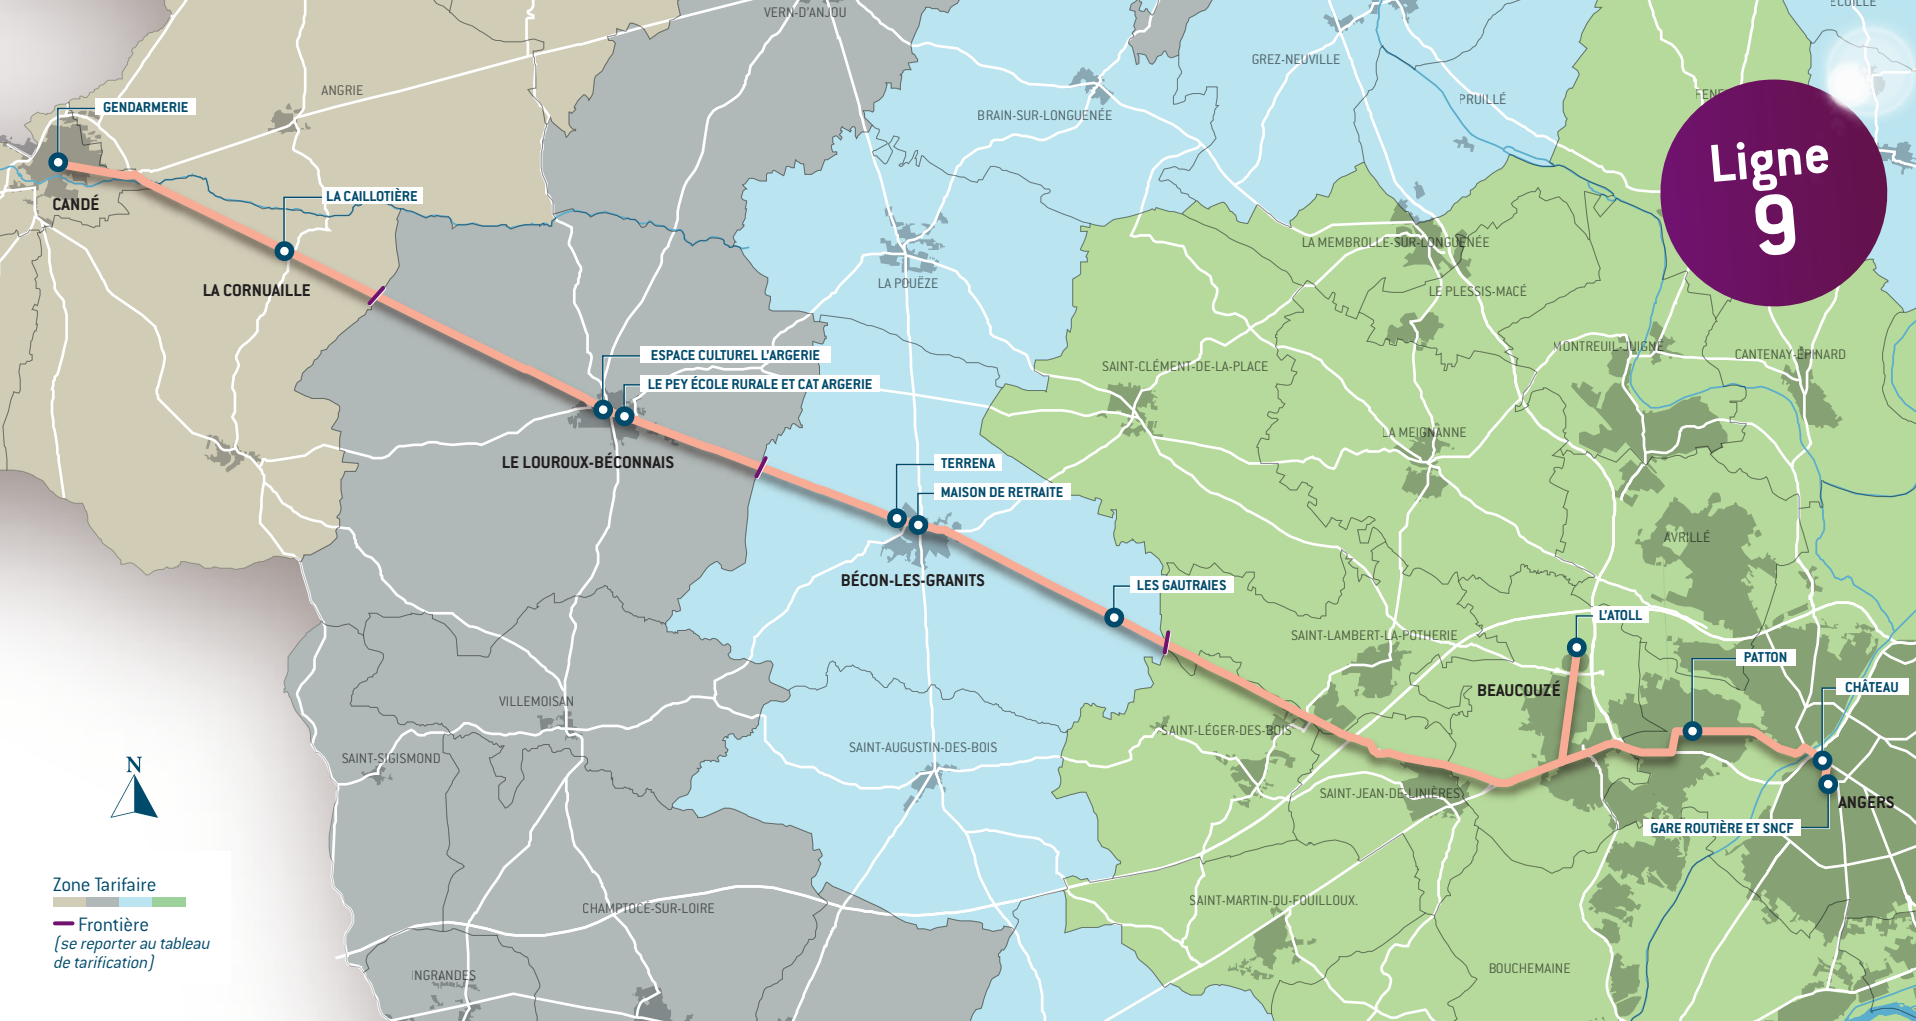 ÉCUILLÉ
VERN-D'ANJOU
GREZ-NEUVILLE
ANGRIE
GENDARMERIE
PRUILLÉ
BRAIN-SUR-LONGUENÉE
Ligne
9
LA CAILLOTIÈRE
CANDÉ
LA MEMBROLLE-SUR-LONGUENÉE
LA POUËZE
LA CORNUAILLE
LE PLESSIS-MACÉ
MONTREUIL-JUIGNÉ
CANTENAY-ÉPINARD
ESPACE CULTUREL L'ARGERIE
SAINT-CLÉMENT-DE-LA-PLACE
LE PEY ÉCOLE RURALE ET CAT ARGERIE
LA MEIGNANNE
LE LOUROUX-BÉCONNAIS
TERRENA
MAISON DE RETRAITE
AVRILLÉ
BÉCON-LES-GRANITS
LES GAUTRAIES
L'ATOLL
SAINT-LAMBERT-LA-POTHERIE
PATTON
BEAUCOUZÉ
CHÂTEAU
VILLEMOISAN
SAINT-LÉGER-DES-BOIS
SAINT-AUGUSTIN-DES-BOIS
SAINT-SIGISMOND
SAINT-JEAN-DE-LINIÈRES
ANGERS
GARE ROUTIÈRE ET SNCF
N
Zone Tarifaire
Frontière
(se reporter au tableau
de tarification)
SAINT-MARTIN-DU-FOUILLOUX.
CHAMPTOCÉ-SUR-LOIRE
BOUCHEMAINE
INGRANDES